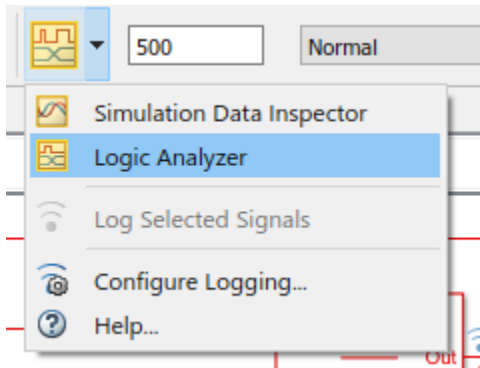 500
Normal
Simulation Data Inspector
Logic Analyzer
Log Selected Signals
Configure Logging...
Help...
Out